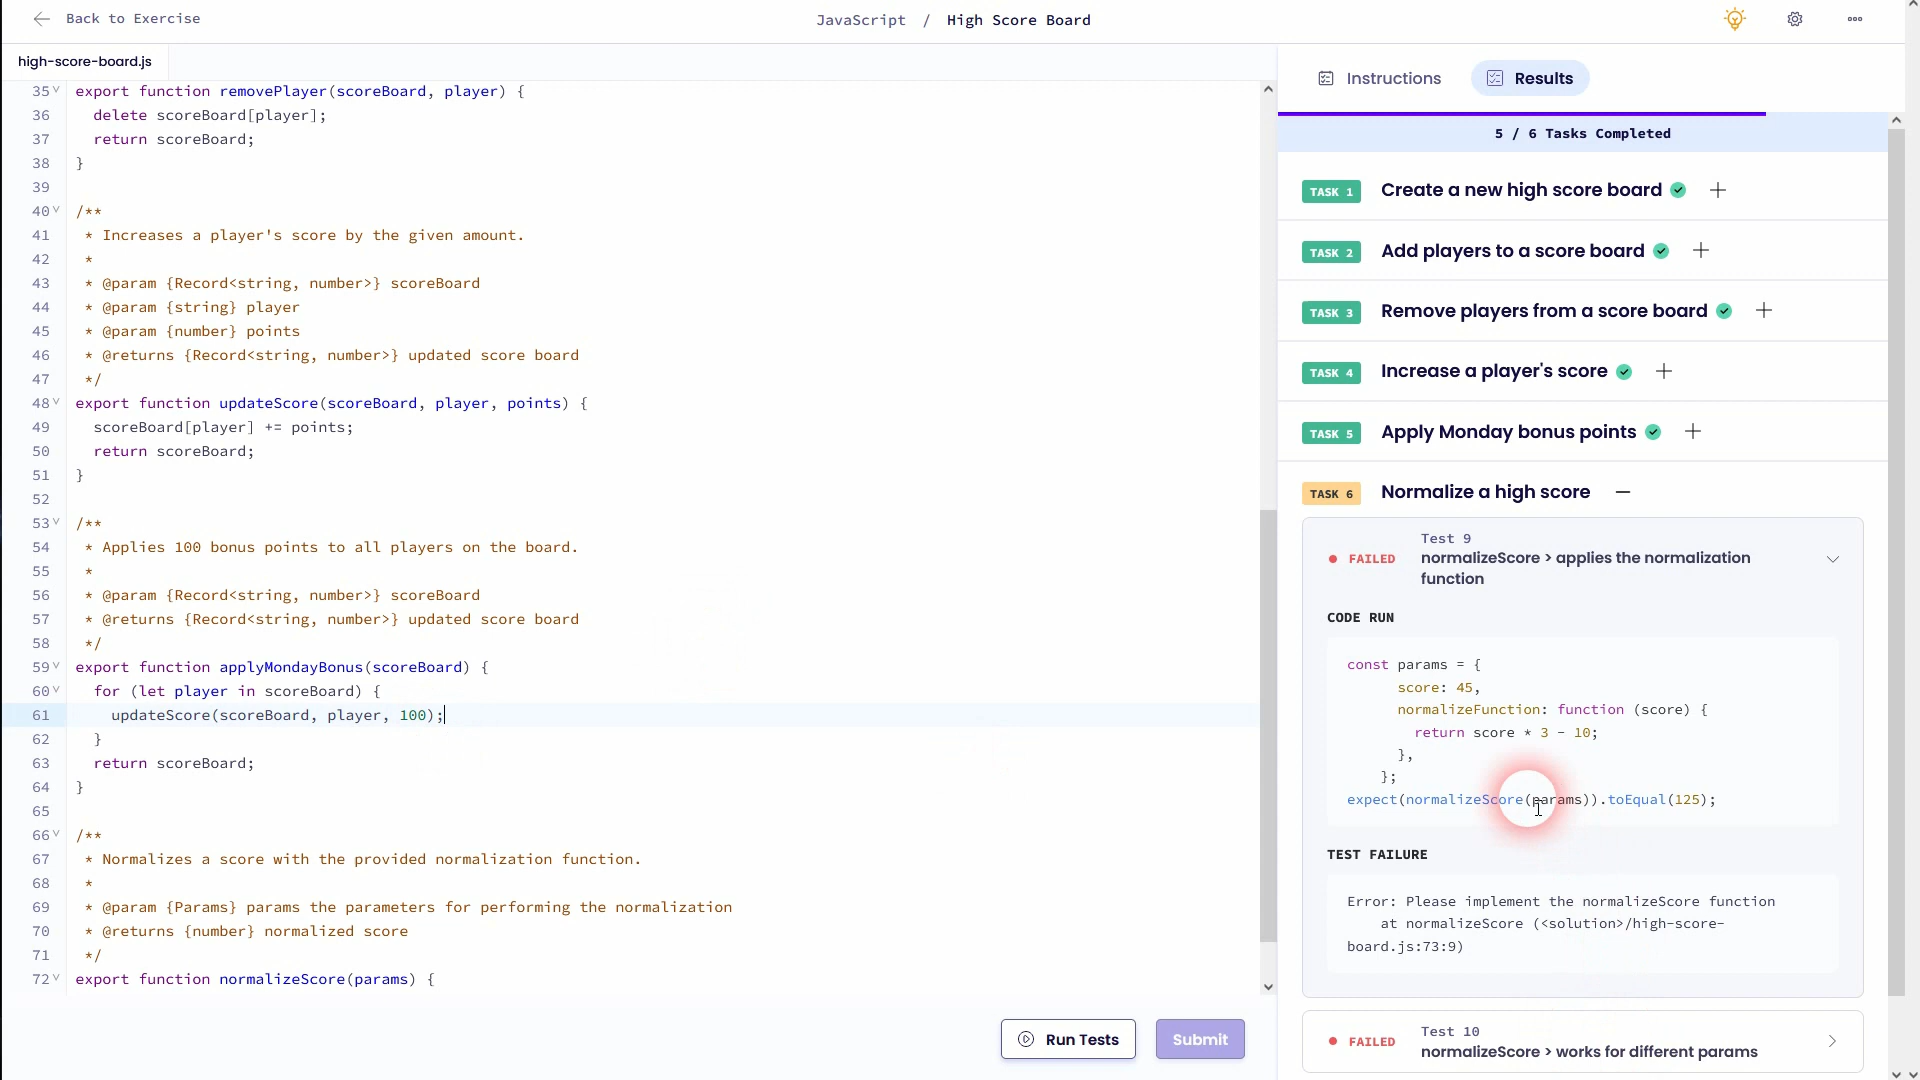 Back to Exercise
JavaScript / High Score Board
high-score-board.js
35 export function removePlayer(scoreBoard, player) {
36 delete scoreBoard[player];
37 return scoreBoard;
38 }
39
40 /**
41 * Increases a player's score by the given amount.
42 *
43 * @param {Record<string, number>} scoreBoard
44 * @param {string} player
45 * @param {number} points
46 * @returns {Record<string, number>} updated score board
47 */
48 export function updateScore(scoreBoard, player, points) {
49 scoreBoard[player] += points;
50 return scoreBoard;
51 }
52
53 /**
54 * Applies 100 bonus points to all players on the board.
55 *
56 * @param {Record<string, number>} scoreBoard
57 * @returns {Record<string, number>} updated score board
58 */
59 export function applyMondayBonus(scoreBoard) {
60 for (let player in scoreBoard) {
61 updateScore(scoreBoard, player, 100);
62 }
63 return scoreBoard;
64 }
65
66 /**
67 * Normalizes a score with the provided normalization function.
68 *
69 * @param {Params} params the parameters for performing the normalization
70 * @returns {number} normalized score
71 */
72 export function normalizeScore(params) {
Run Tests
Submit
Instructions
Results
5 / 6 Tasks Completed
TASK 1 Create a new high score board
TASK 2 Add players to a score board
TASK 3 Remove players from a score board
TASK 4 Increase a player's score
TASK 5 Apply Monday bonus points
TASK 6 Normalize a high score
Test 9
FAILED normalizeScore > applies the normalization
function
CODE RUN
const params = {
score: 45,
normalizeFunction: function (score) {
return score * 3 - 10;
},
};
expect(normalizeScore(params)).toEqual(125);
TEST FAILURE
Error: Please implement the normalizeScore function
at normalizeScore (<solution>/high-score-
board.js:73:9)
Test 10
FAILED normalizeScore > works for different params